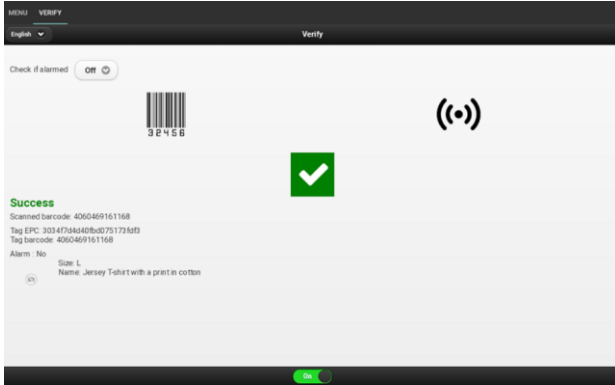 MENU VERIFY
English Verify
Check if alarmed Off
32456
Success
Scanned barcode: 4060469161168
Tag EPC: 3034f7d4d40fbd075173fdf3
Tag barcode: 4060469161168
Alarm : No
Size: L
Name: Jersey T-shirt with a print in cotton
On